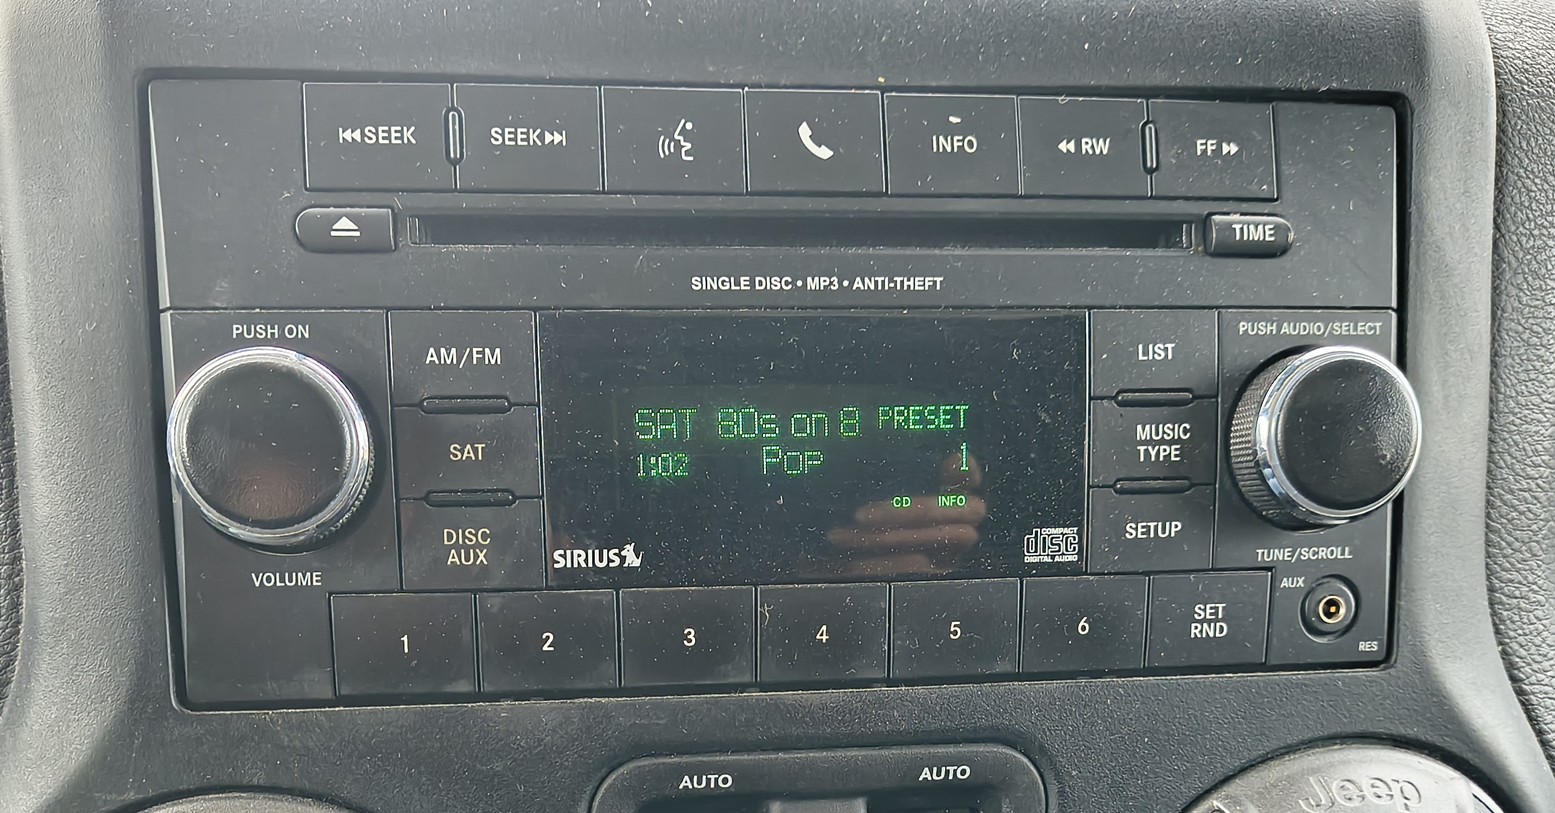 SEEK
SEEK
INFO
RW
FF
TIME
SINGLE DISC • MP3 • ANTI-THEFT
PUSH ON
VOLUME
AM/FM
SAT
DISC
AUX
SAT 80s on 8 PRESET
1:02 Pop 1
CD INFO
SIRIUS
COMPACT
disc
DIGITAL AUDIO
LIST
MUSIC
TYPE
SETUP
PUSH AUDIO/SELECT
TUNE/SCROLL
AUX
RES
1
2
3
4
5
6
SET
RND
AUTO
AUTO
Jeep